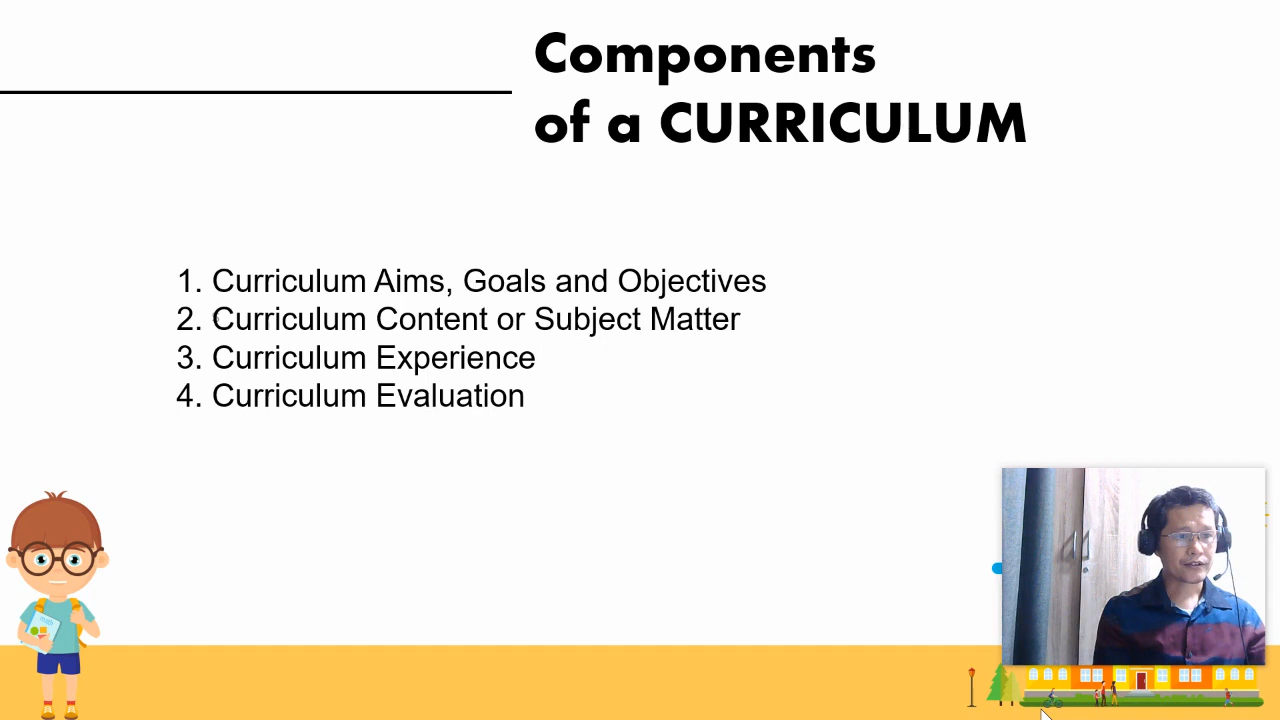 Components
of a CURRICULUM
1. Curriculum Aims, Goals and Objectives
2. Curriculum Content or Subject Matter
3. Curriculum Experience
4. Curriculum Evaluation
math